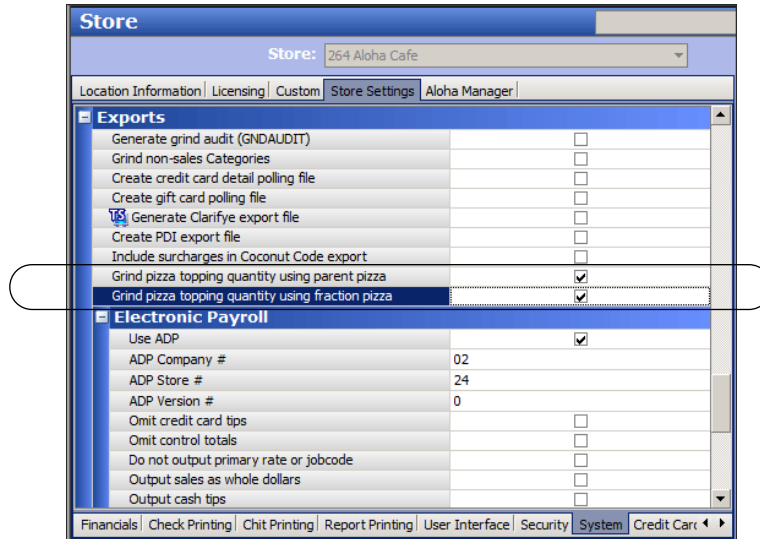 Store
Store: 264 Aloha Cafe
Location Information Licensing Custom Store Settings Aloha Manager
Exports
Generate grind audit (GNDAUDIT)
Grind non-sales Categories
Create credit card detail polling file
Create gift card polling file
TS Generate Clarifye export file
Create PDI export file
Include surcharges in Coconut Code export
Grind pizza topping quantity using parent pizza
Grind pizza topping quantity using fraction pizza
Electronic Payroll
Use ADP
ADP Company # 02
ADP Store # 24
ADP Version # 0
Omit credit card tips
Omit control totals
Do not output primary rate or jobcode
Output sales as whole dollars
Output cash tips
Financials Check Printing Chit Printing Report Printing User Interface Security System Credit Carc